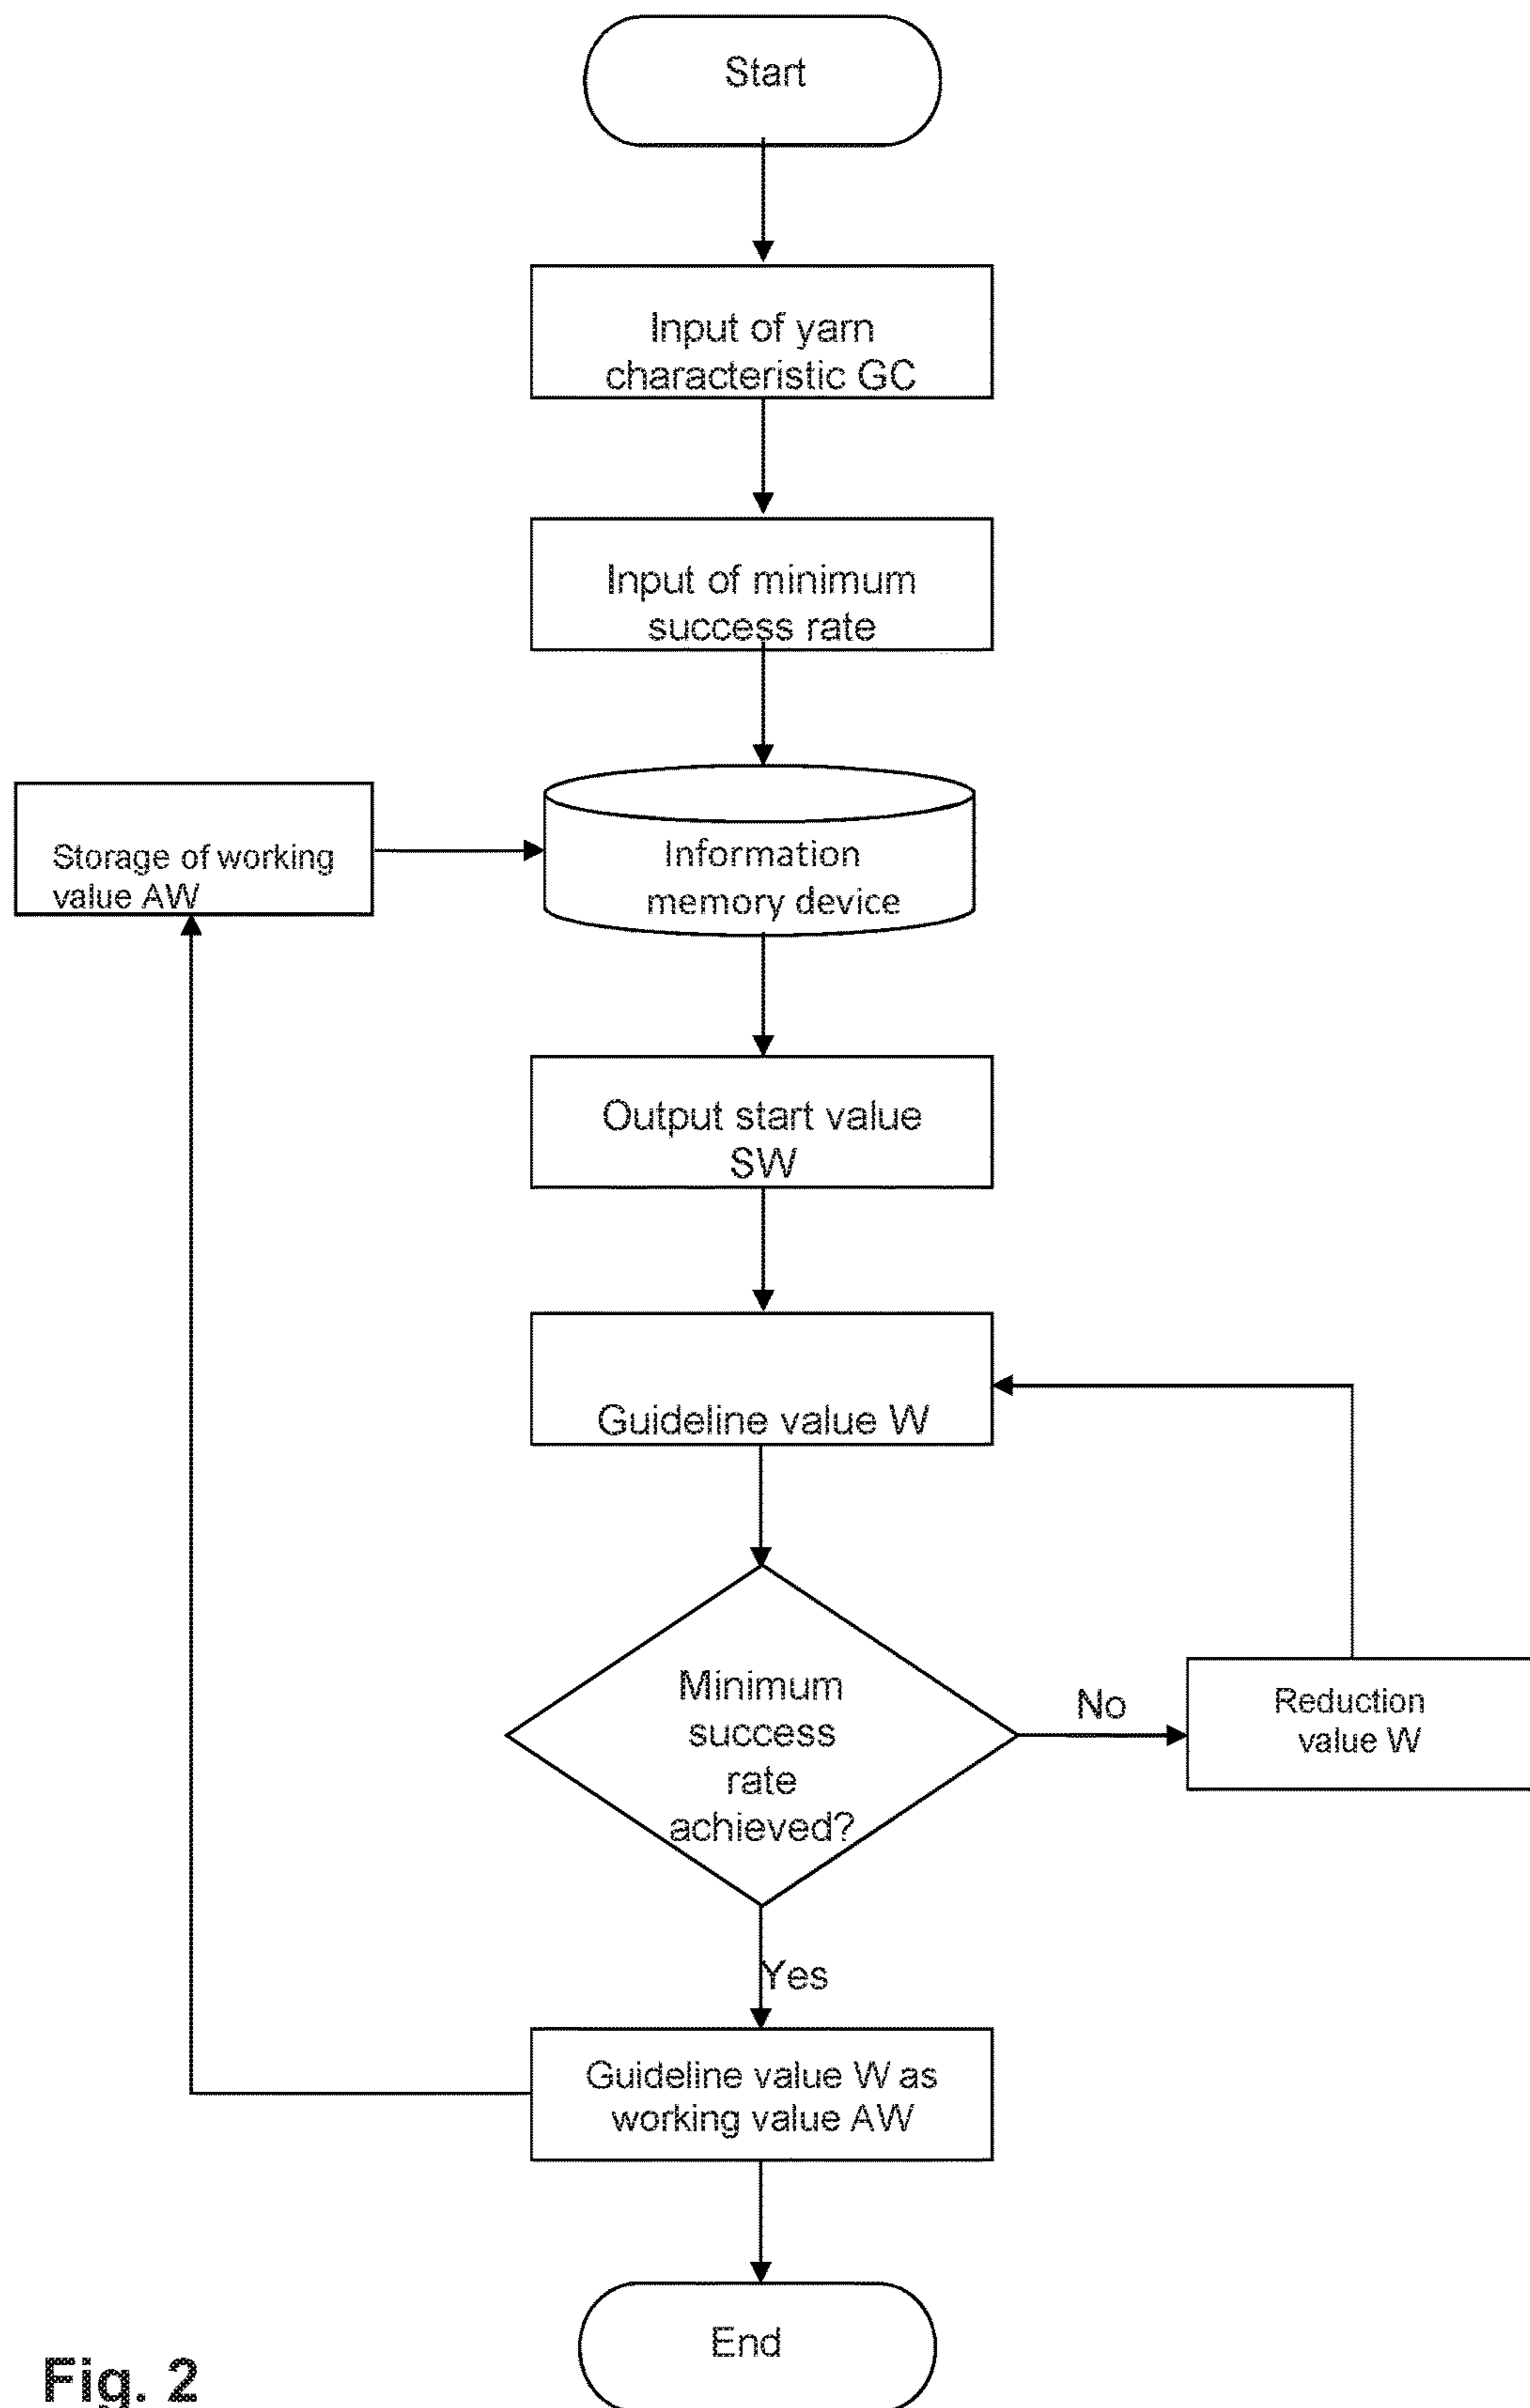 Start
Input of yarn
characteristic GC
Input of minimum
success rate
Storage of working
value AW
Information
memory device
Output start value
SW
Guideline value W
Minimum
success
rate
achieved?
No
Reduction
value W
Yes
Guideline value W as
working value AW
End
Fig. 2